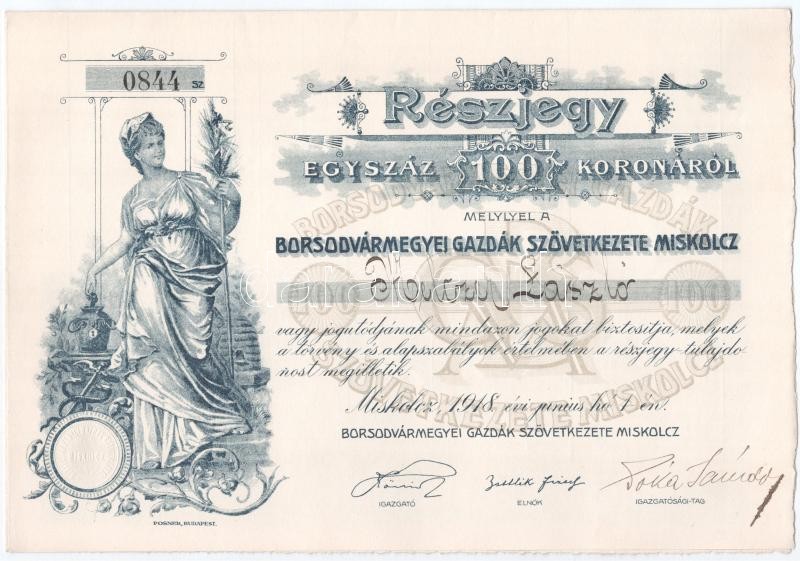 0844 SZ.
Részjegy
EGYSZÁZ 100 KORONÁRÓL
MELYLYEL A
BORSODVÁRMEGYEI GAZDÁK SZÖVETKEZETE MISKOLCZ
László
vagy jogutódjának mindazon jogokat biztositja, melyek
a törvény és alapszabályok értelmében a részjegy-tulajdo-
nost megilletik.
Miskolcz, 1918. évi junius hó 1-én.
BORSODVÁRMEGYEI GAZDÁK SZÖVETKEZETE MISKOLCZ
IGAZGATÓ
ELNÖK
IGAZGATÓSÁGI-TAG
POSNER, BUDAPEST.